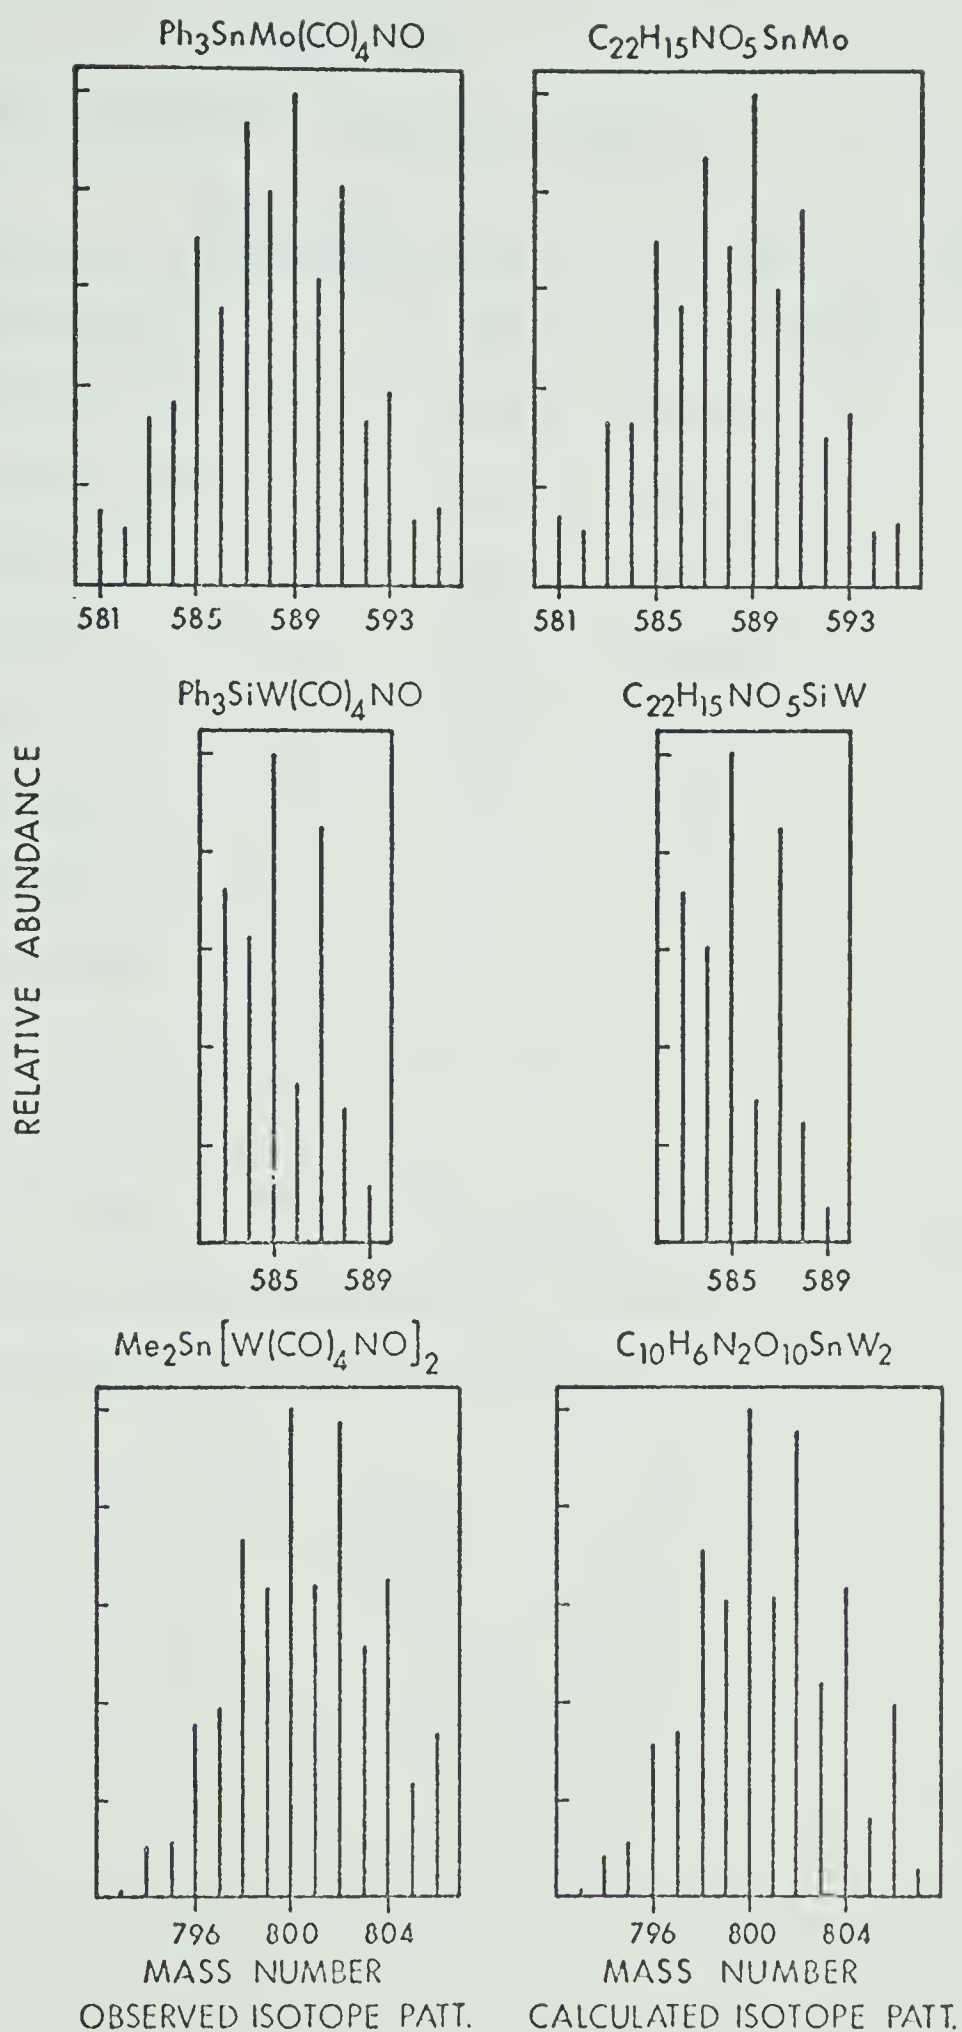 Ph₃SnMo(CO)₄NO C₂₂H₁₅NO₅SnMo
581 585 589 593 581 585 589 593
Ph₃SiW(CO)₄NO C₂₂H₁₅NO₅SiW
RELATIVE ABUNDANCE
585 589 585 589
Me₂Sn[W(CO)₄NO]₂ C₁₀H₆N₂O₁₀SnW₂
796 800 804 796 800 804
MASS NUMBER MASS NUMBER
OBSERVED ISOTOPE PATT. CALCULATED ISOTOPE PATT.